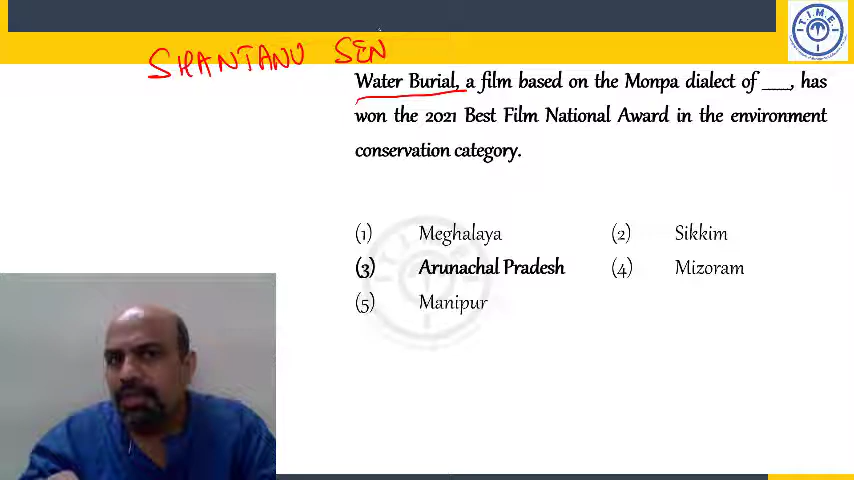 I.T.I.M.E.I
SHANTANU SEN
Water Burial, a film based on the Monpa dialect of ____, has
won the 2021 Best Film National Award in the environment
conservation category.
(1) Meghalaya (2) Sikkim
(3) Arunachal Pradesh (4) Mizoram
(5) Manipur